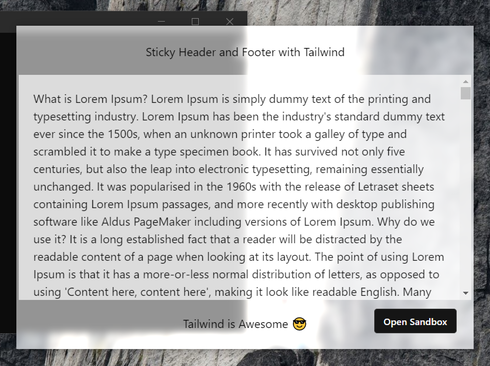 Sticky Header and Footer with Tailwind
What is Lorem Ipsum? Lorem Ipsum is simply dummy text of the printing and
typesetting industry. Lorem Ipsum has been the industry's standard dummy text
ever since the 1500s, when an unknown printer took a galley of type and
scrambled it to make a type specimen book. It has survived not only five
centuries, but also the leap into electronic typesetting, remaining essentially
unchanged. It was popularised in the 1960s with the release of Letraset sheets
containing Lorem Ipsum passages, and more recently with desktop publishing
software like Aldus PageMaker including versions of Lorem Ipsum. Why do we
use it? It is a long established fact that a reader will be distracted by the
readable content of a page when looking at its layout. The point of using Lorem
Ipsum is that it has a more-or-less normal distribution of letters, as opposed to
using 'Content here, content here', making it look like readable English. Many
Tailwind is Awesome 😎
Open Sandbox